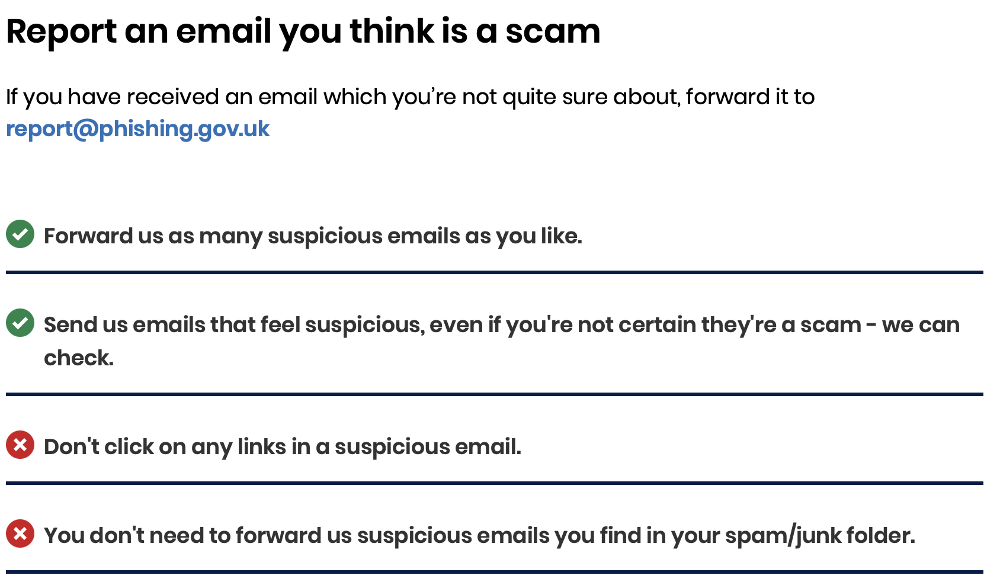 Report an email you think is a scam
If you have received an email which you’re not quite sure about, forward it to
report@phishing.gov.uk
Forward us as many suspicious emails as you like.
Send us emails that feel suspicious, even if you're not certain they're a scam - we can
check.
Don't click on any links in a suspicious email.
You don't need to forward us suspicious emails you find in your spam/junk folder.